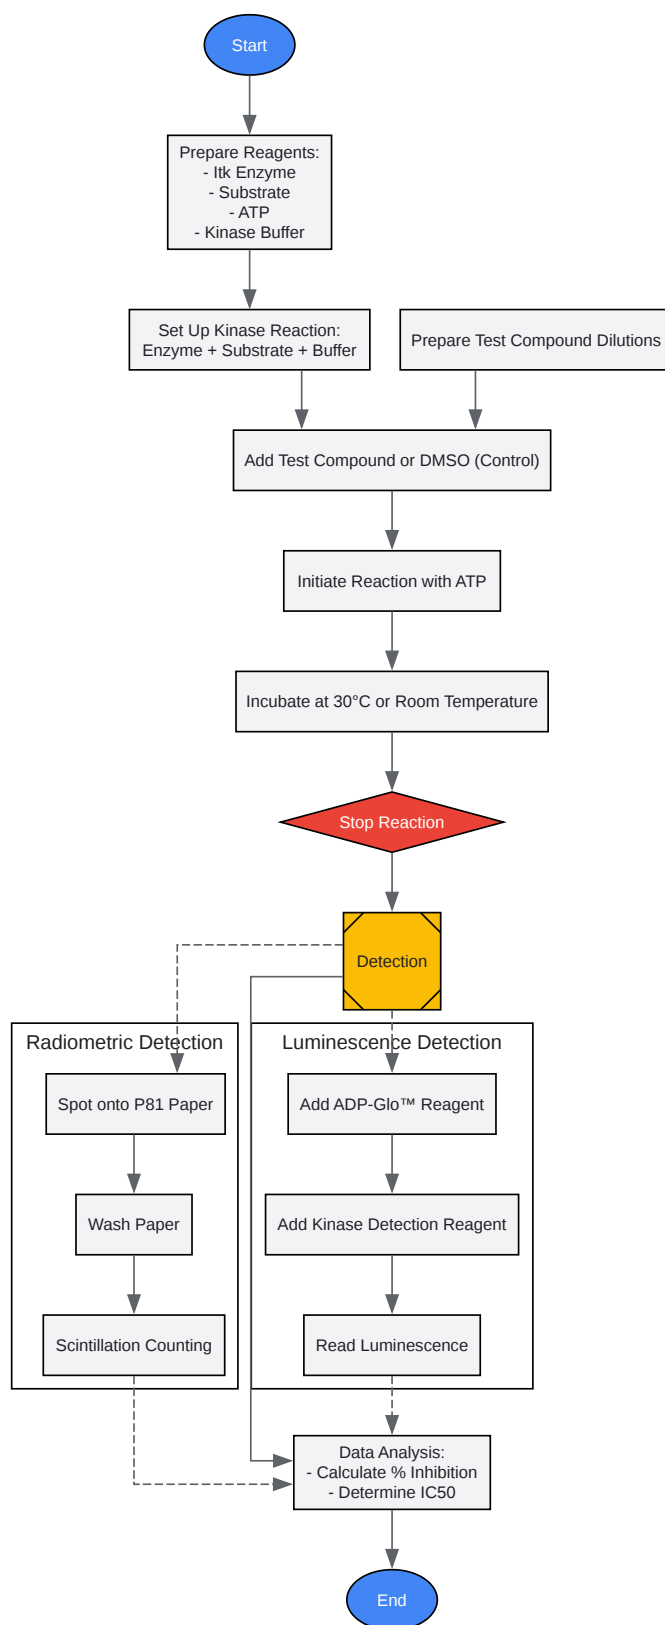 Start
Prepare Reagents:
- Itk Enzyme
- Substrate
- ATP
- Kinase Buffer
Set Up Kinase Reaction:
Enzyme + Substrate + Buffer
Prepare Test Compound Dilutions
Add Test Compound or DMSO (Control)
Initiate Reaction with ATP
Incubate at 30°C or Room Temperature
Stop Reaction
Detection
Radiometric Detection
Spot onto P81 Paper
Wash Paper
Scintillation Counting
Luminescence Detection
Add ADP-Glo™ Reagent
Add Kinase Detection Reagent
Read Luminescence
Data Analysis:
- Calculate % Inhibition
- Determine IC50
End